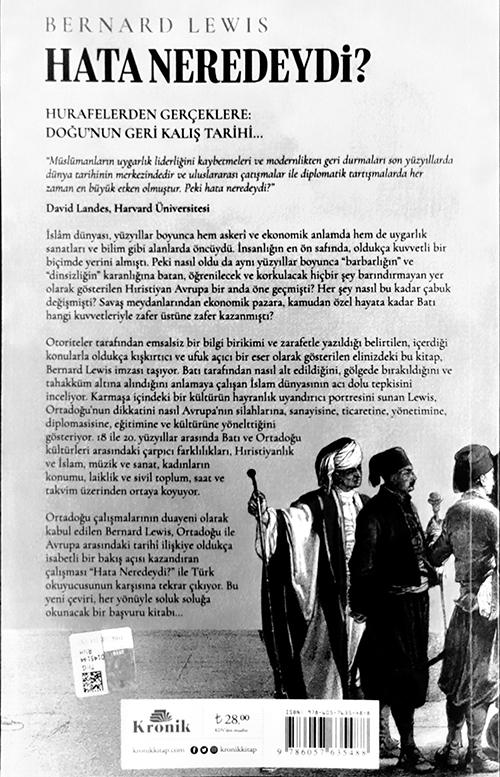 BERNARD LEWIS
HATA NEREDEYDİ?
HURAFELERDEN GERÇEKLERE:
DOĞU'NUN GERİ KALIŞ TARİHİ...
"Müslümanların uygarlık liderliğini kaybetmeleri ve modernlikten geri durmaları son yüzyıllarda
dünya tarihinin merkezindedir ve uluslararası çatışmalar ile diplomatik tartışmalarda her
zaman en büyük etken olmuştur. Peki hata neredeydi?"
David Landes, Harvard Üniversitesi
İslâm dünyası, yüzyıllar boyunca hem askerî ve ekonomik anlamda hem de uygarlık
sanatları ve bilim gibi alanlarda öncüydü. İnsanlığın en ön safında, oldukça kuvvetli bir
biçimde yerini almıştı. Peki nasıl oldu da aynı yüzyıllar boyunca "barbarlığın" ve
"dinsizliğin" karanlığına batan, öğrenilecek ve korkulacak hiçbir şey barındırmayan yer
olarak gösterilen Hıristiyan Avrupa bir anda öne geçmişti? Her şey nasıl bu kadar çabuk
değişmişti? Savaş meydanlarından ekonomik pazara, kamudan özel hayata kadar Batı
hangi kuvvetleriyle zafer üstüne zafer kazanmıştı?
Otoriteler tarafından emsalsiz bir bilgi birikimi ve zarafetle yazıldığı belirtilen, içerdiği
konularla oldukça kışkırtıcı ve ufuk açıcı bir eser olarak gösterilen elinizdeki bu kitap,
Bernard Lewis imzası taşıyor. Batı tarafından nasıl alt edildiğini, gölgede bırakıldığını ve
tahakküm altına alındığını anlamaya çalışan İslam dünyasının acı dolu tepkisini
inceliyor. Karmaşa içindeki bir kültürün hayranlık uyandırıcı portresini sunan Lewis,
Ortadoğu'nun dikkatini nasıl Avrupa'nın silahlarına, sanayisine, ticaretine, yönetimine,
diplomasisine, eğitimine ve kültürüne yönelttiğini
gösteriyor. 18 ile 20. yüzyıllar arasında Batı ve Ortadoğu
kültürleri arasındaki çarpıcı farklılıkları, Hıristiyanlık
ve İslam, müzik ve sanat, kadınların
konumu, laiklik ve sivil toplum, saat ve
takvim üzerinden ortaya koyuyor.
Ortadoğu çalışmalarının duayeni olarak
kabul edilen Bernard Lewis, Ortadoğu ile
Avrupa arasındaki tarihî ilişkiye oldukça
isabetli bir bakış açısı kazandıran
çalışması "Hata Neredeydi?" ile Türk
okuyucusunun karşısına tekrar çıkıyor. Bu
yeni çeviri, her yönüyle soluk soluğa
okunacak bir başvuru kitabı...
Kronik
kronikkitap.com
kronikkitap
₺ 28,00
KDV'den muaftır
ISBN: 978-605-7635-48-8
9 786057 635488